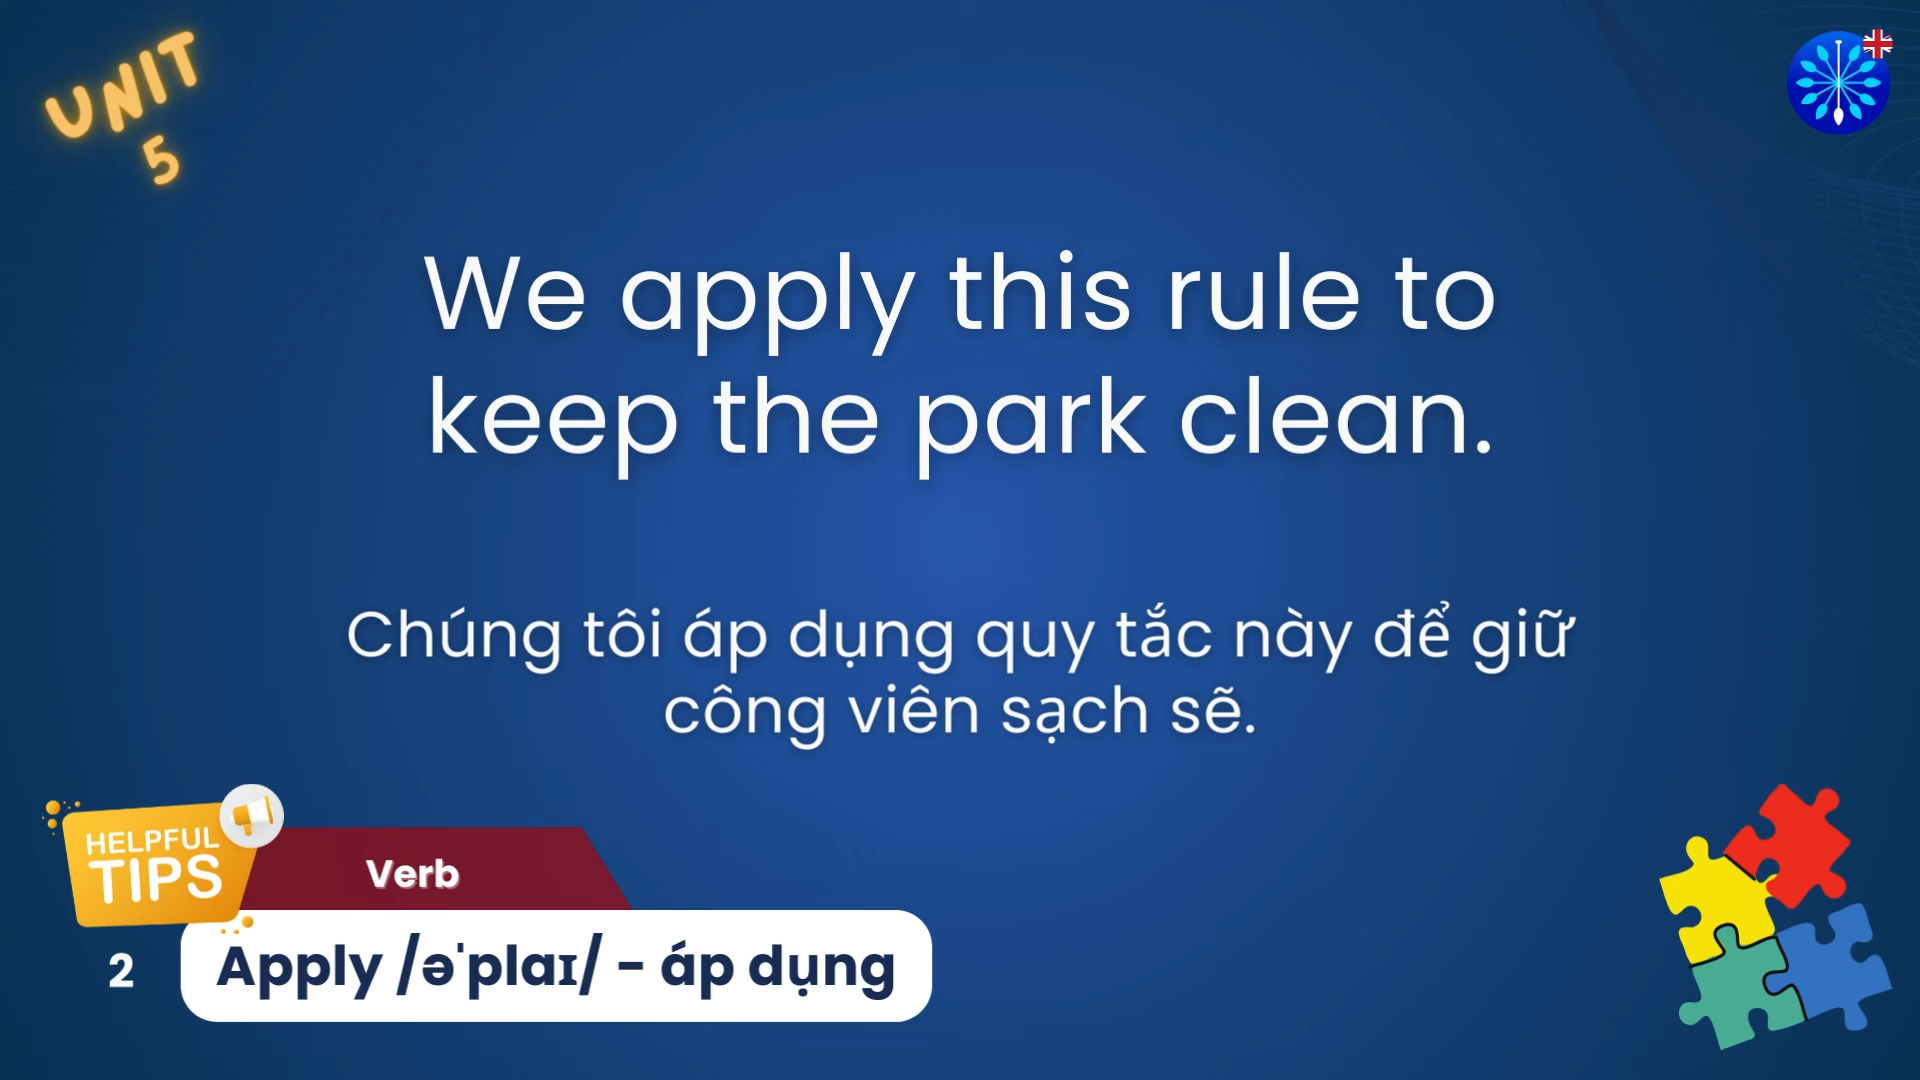 UNIT
5
We apply this rule to
keep the park clean.
Chúng tôi áp dụng quy tắc này để giữ
công viên sạch sẽ.
HELPFUL
TIPS
Verb
2
Apply /əˈplaɪ/ - áp dụng